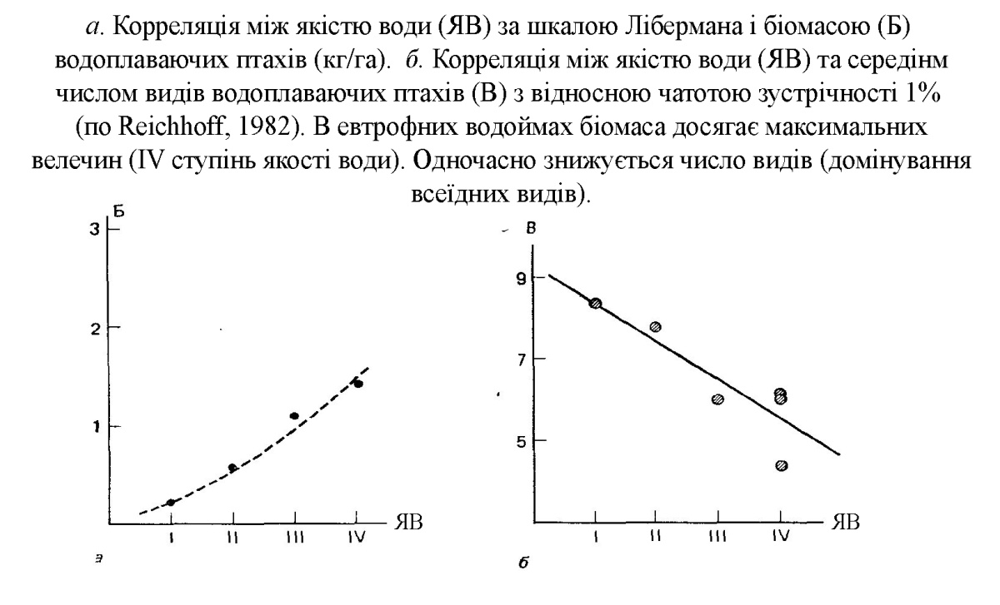 а. Корреляція між якістю води (ЯВ) за шкалою Лібермана і біомасою (Б)
водоплаваючих птахів (кг/га). б. Корреляція між якістю води (ЯВ) та середінм
числом видів водоплаваючих птахів (В) з відносною чатотою зустрічності 1%
(по Reichhoff, 1982). В евтрофних водоймах біомаса досягає максимальних
велечин (IV ступінь якості води). Одночасно знижується число видів (домінування
всеїдних видів).
Б
3
2
1
I II III IV ЯВ
а
В
9
7
5
I II III IV ЯВ
б